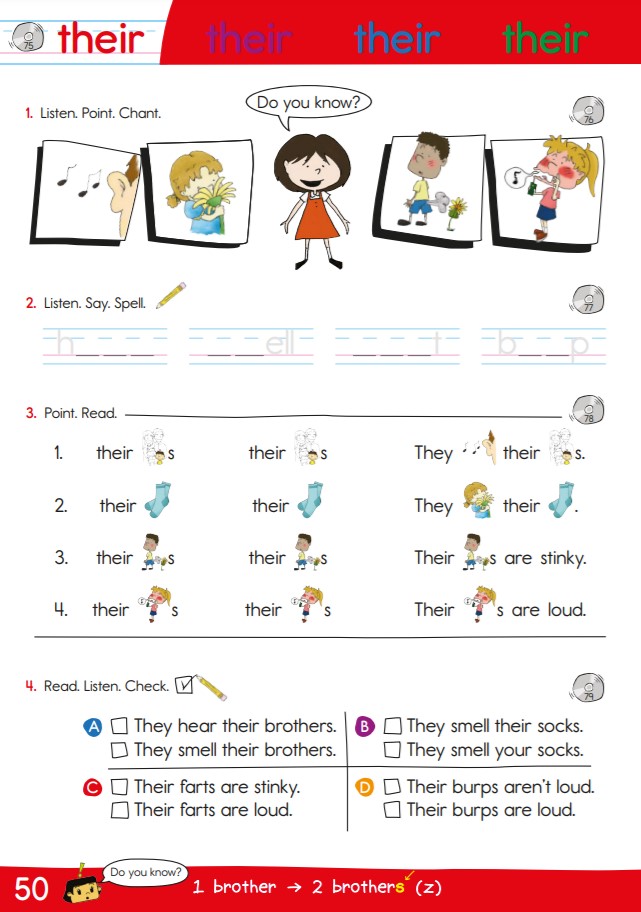 75 their their their their
1. Listen. Point. Chant.
Do you know?
76
2. Listen. Say. Spell.
77
h_ _ _ _ _ _ell _ _ _ _t b_ _p
3. Point. Read.
78
1. their s their s They their s.
2. their their They their .
3. their s their s Their s are stinky.
4. their s their s Their s are loud.
4. Read. Listen. Check.
79
A They hear their brothers.
They smell their brothers.
B They smell their socks.
They smell your socks.
C Their farts are stinky.
Their farts are loud.
D Their burps aren't loud.
Their burps are loud.
50 ! Do you know? 1 brother → 2 brothers (z)